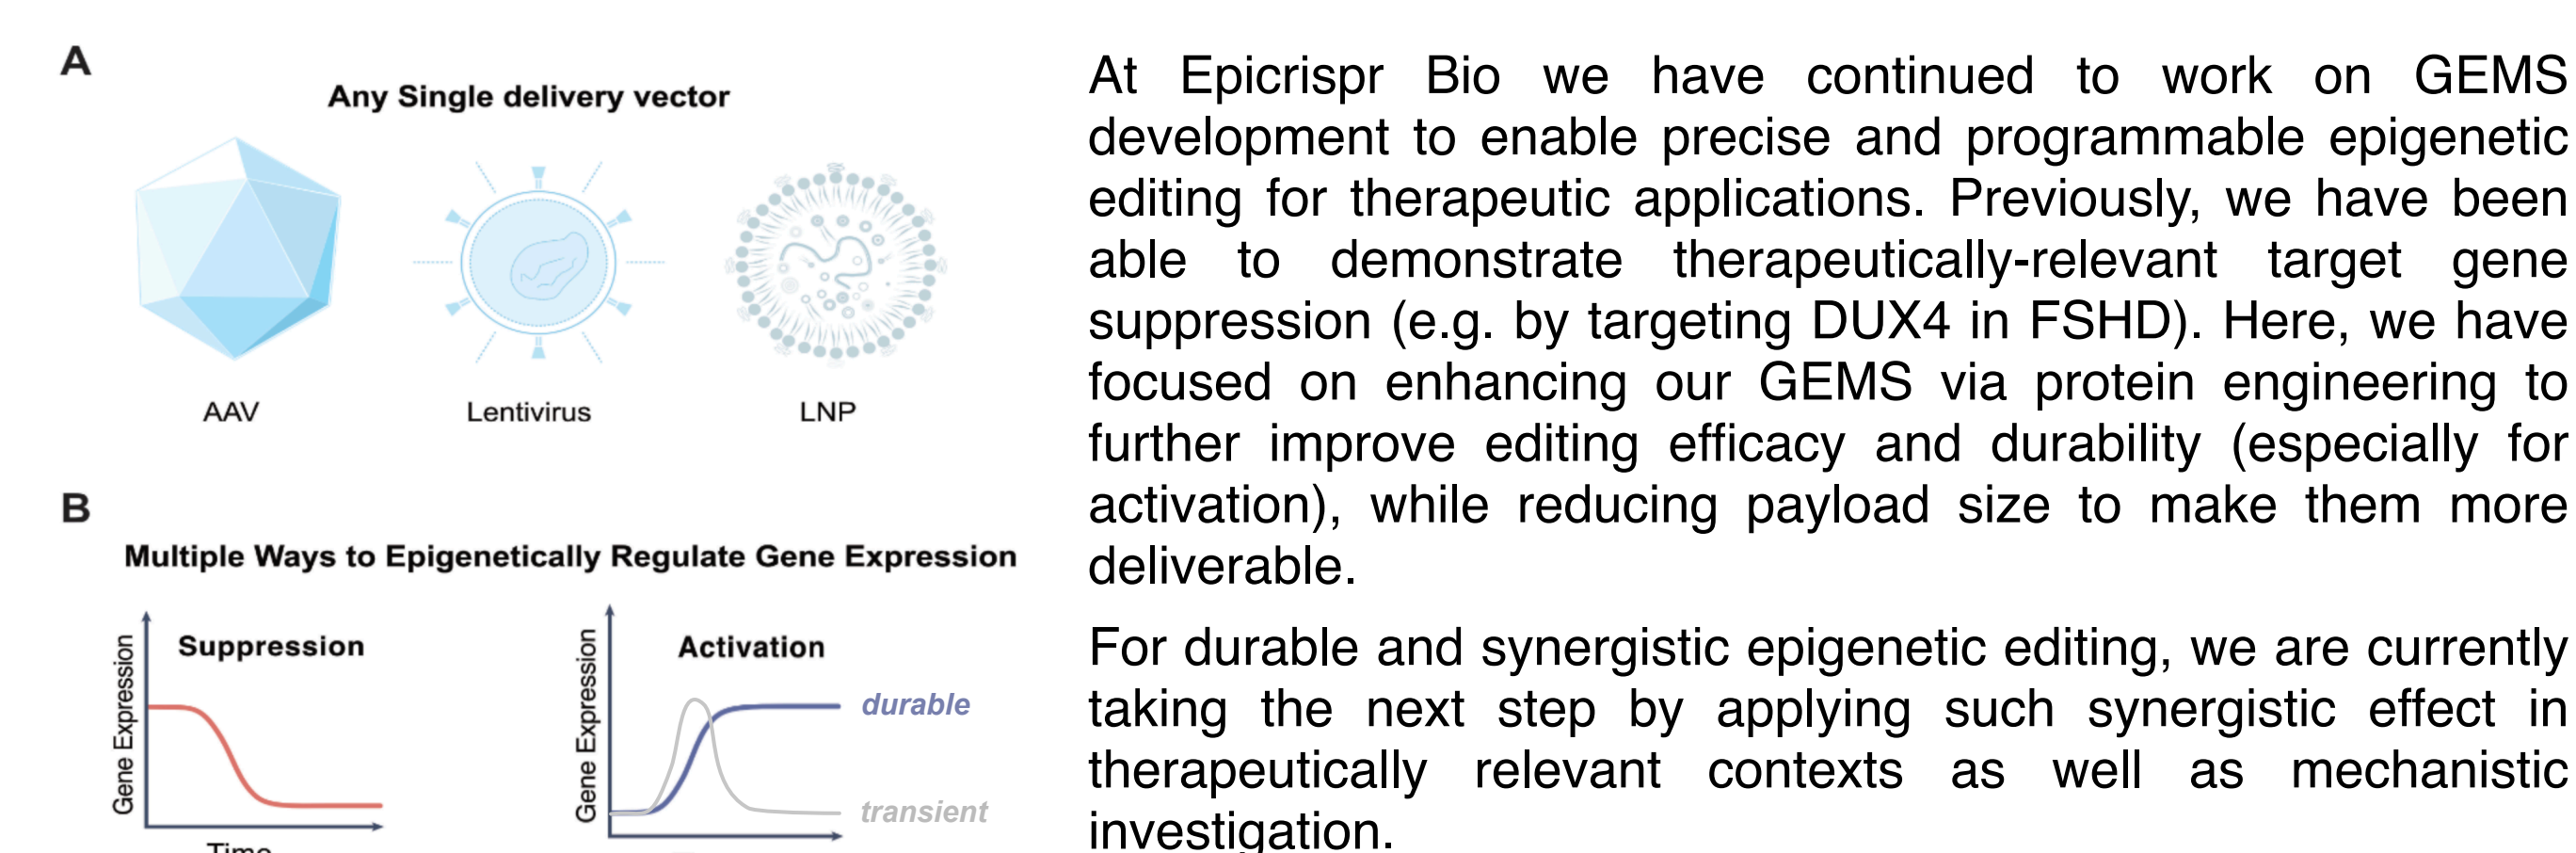 A
Any Single delivery vector
AAV
Lentivirus
LNP
B
Multiple Ways to Epigenetically Regulate Gene Expression
Gene Expression
Suppression
Time
Gene Expression
Activation
durable
transient
At Epicrispr Bio we have continued to work on GEMS
development to enable precise and programmable epigenetic
editing for therapeutic applications. Previously, we have been
able to demonstrate therapeutically-relevant target gene
suppression (e.g. by targeting DUX4 in FSHD). Here, we have
focused on enhancing our GEMS via protein engineering to
further improve editing efficacy and durability (especially for
activation), while reducing payload size to make them more
deliverable.
For durable and synergistic epigenetic editing, we are currently
taking the next step by applying such synergistic effect in
therapeutically relevant contexts as well as mechanistic
investigation.